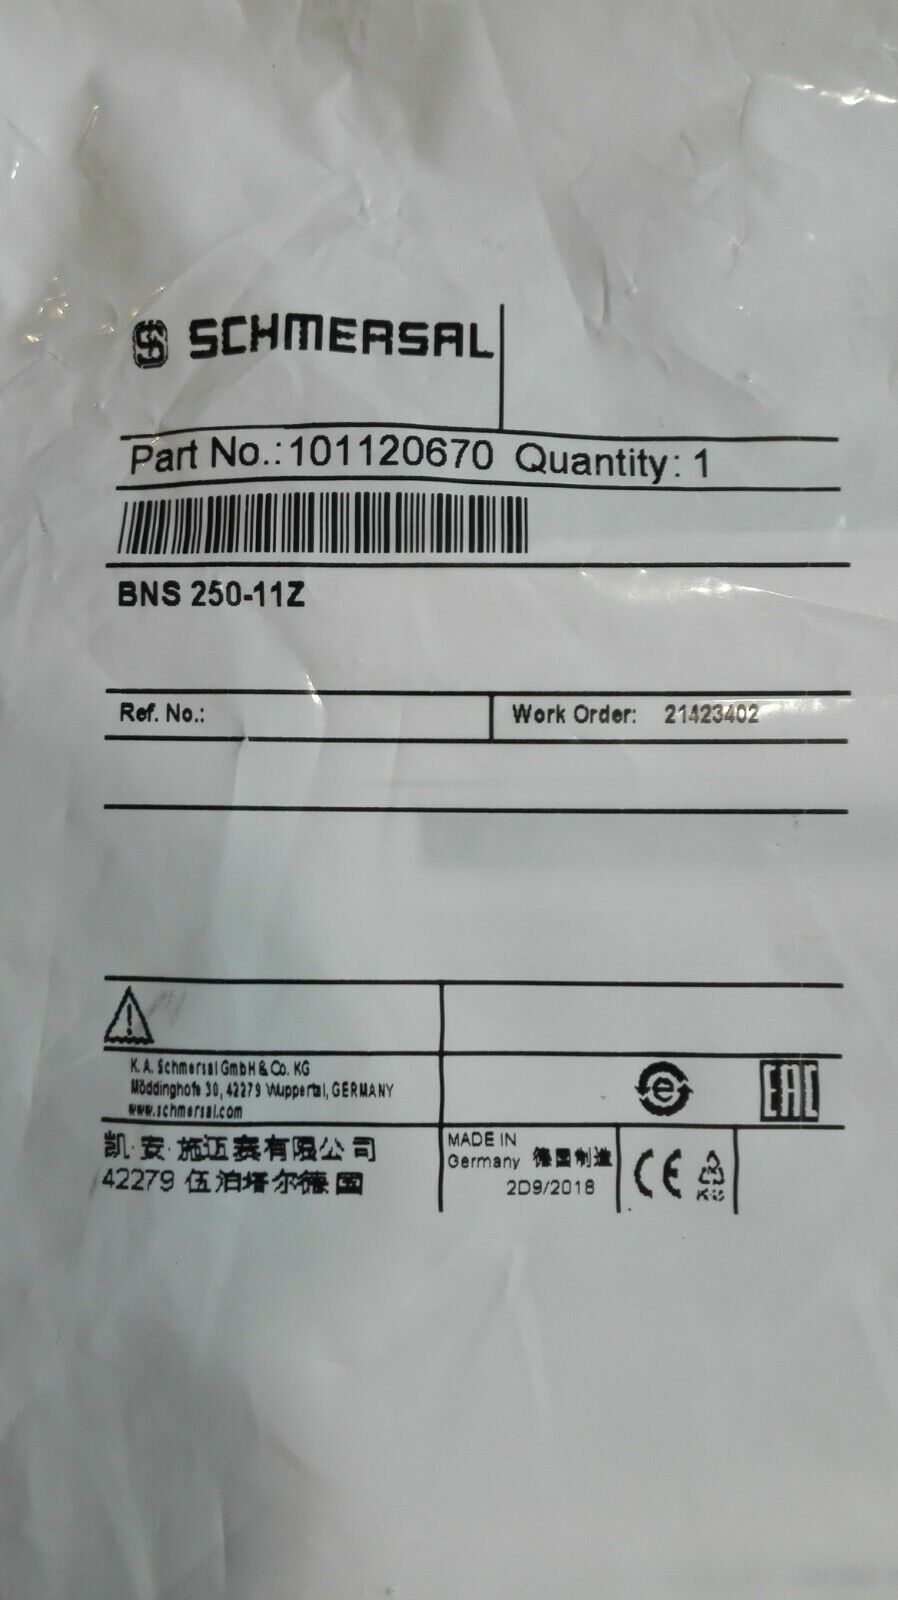 SCHMERSAL
Part No.: 101120670 Quantity: 1
BNS 250-11Z
Ref. No.:
Work Order: 21423402
K.A. Schmersal GmbH & Co. KG
Möddinghofe 30, 42279 Wuppertal, GERMANY
www.schmersal.com
e
EAC
凯·安·施迈赛有限公司
42279 伍泊塔尔德国
MADE IN
Germany 德国制造
2D9/2018
CE